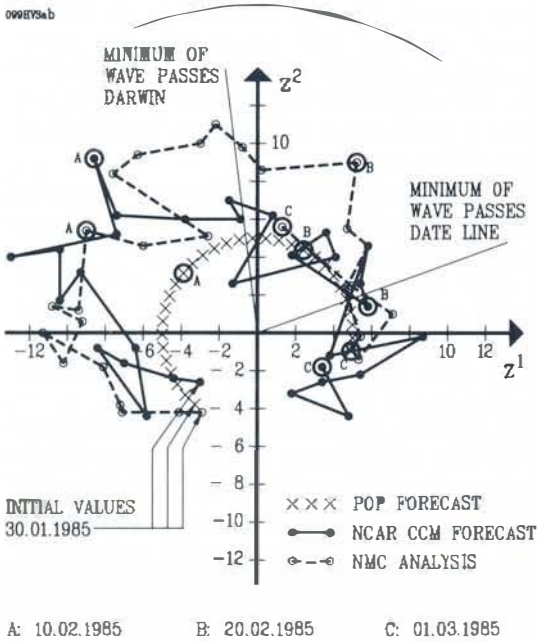 099HVSab
MINIMUM OF
WAVE PASSES
DARWIN
Z²
10
A
B
MINIMUM OF
WAVE PASSES
DATE LINE
A
C
B
A
B
-12
-6
-4
2
10
12
Z¹
C
C
-2
-4
-6
-8
-10
-12
INITIAL VALUES
30.01.1985
POP FORECAST
NCAR CCM FORECAST
NMC ANALYSIS
A: 10.02.1985 B: 20.02.1985 C: 01.03.1985